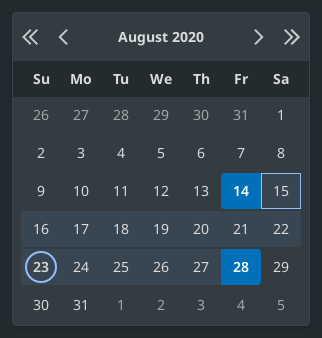 August 2020
Su Mo Tu We Th Fr Sa
26 27 28 29 30 31 1
2 3 4 5 6 7 8
9 10 11 12 13 14 15
16 17 18 19 20 21 22
23 24 25 26 27 28 29
30 31 1 2 3 4 5